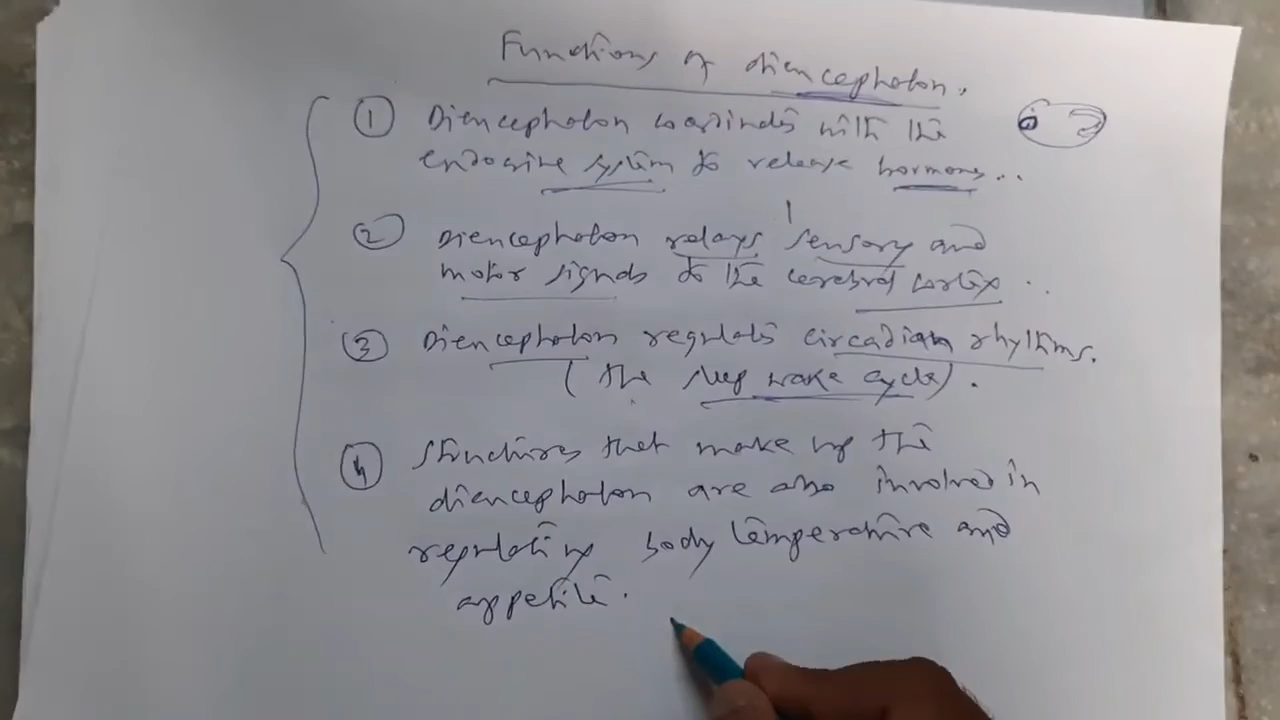 Functions of diencephalon.
① Diencephalon coordinates with the
endocrine system to release hormones...
② Diencephalon relays sensory and
motor signals to the cerebral cortex..
③ Diencephalon regulates circadian rhythms.
(the sleep wake cycle).
④ Structures that make up the
diencephalon are also involved in
regulating body temperature and
appetite.